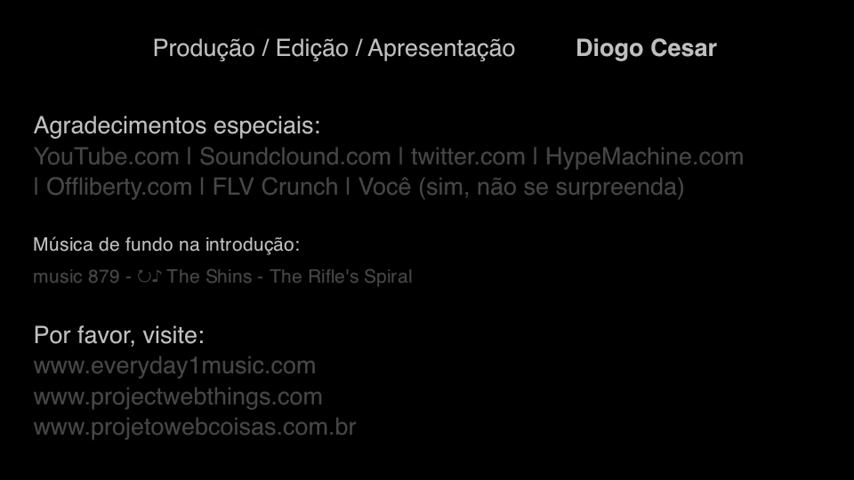 Produção / Edição / Apresentação Diogo Cesar
Agradecimentos especiais:
YouTube.com | Soundclound.com | twitter.com | HypeMachine.com
| Offliberty.com | FLV Crunch | Você (sim, não se surpreenda)
Música de fundo na introdução:
music 879 - ↻♪ The Shins - The Rifle's Spiral
Por favor, visite:
www.everyday1music.com
www.projectwebthings.com
www.projetowebcoisas.com.br